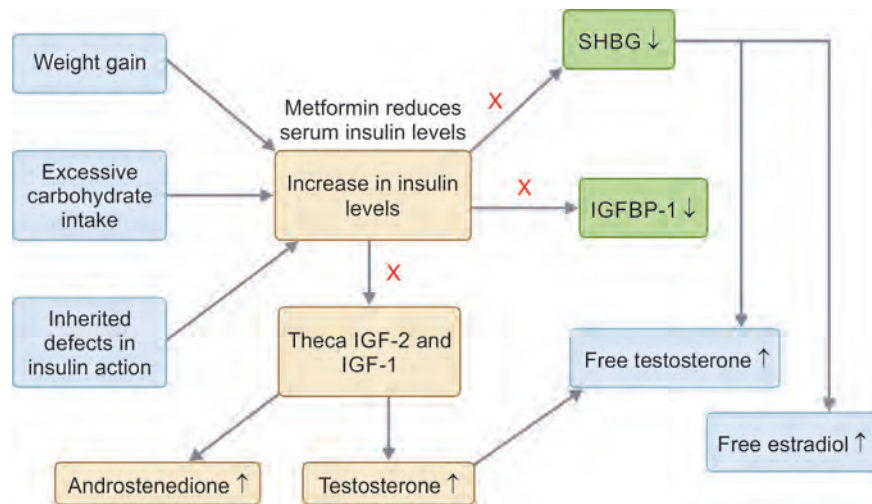 SHBG ↓
Weight gain
X
Metformin reduces
serum insulin levels
Excessive
carbohydrate
intake
Increase in insulin
levels
X
IGFBP-1 ↓
X
Inherited
defects in
insulin action
Theca IGF-2 and
IGF-1
Free testosterone ↑
Free estradiol ↑
Androstenedione ↑
Testosterone ↑